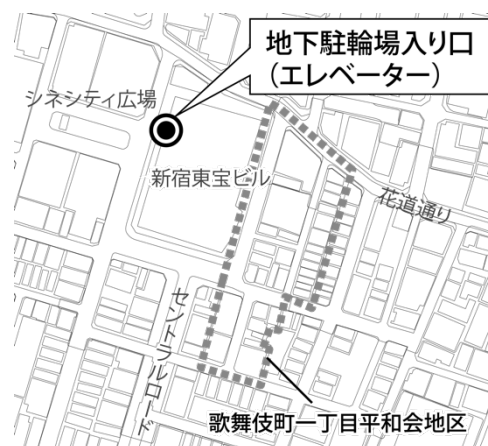 地下駐輪場入り口
（エレベーター）
シネシティ広場
新宿東宝ビル
花道通り
セントラルロード
歌舞伎町一丁目平和会地区